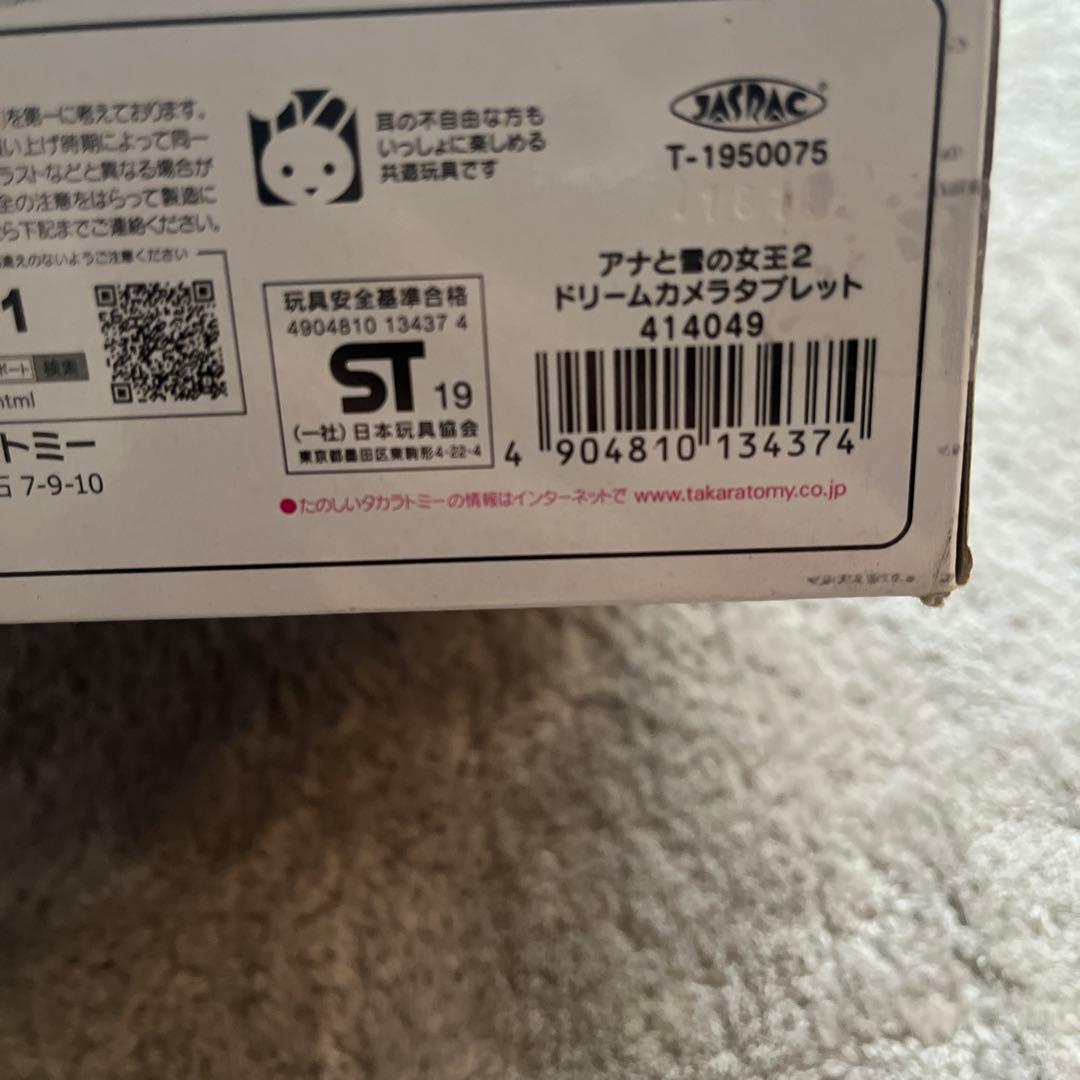 を第一に考えております。
い上げ時期によって同一
ラストなどと異なる場合が
全の注意をはらって製造に
ら下記までご連絡ください。
耳の不自由な方も
いっしょに楽しめる
共遊玩具です
JASRAC
T-1950075
違えのないようご注意ください
1
ポート 検索
html
トミー
石 7-9-10
玩具安全基準合格
4904810 13437 4
ST 19
(一社)日本玩具協会
東京都墨田区東駒形4-22-4
アナと雪の女王2
ドリームカメラタブレット
414049
4 904810 134374
●たのしいタカラトミーの情報はインターネットで www.takaratomy.co.jp